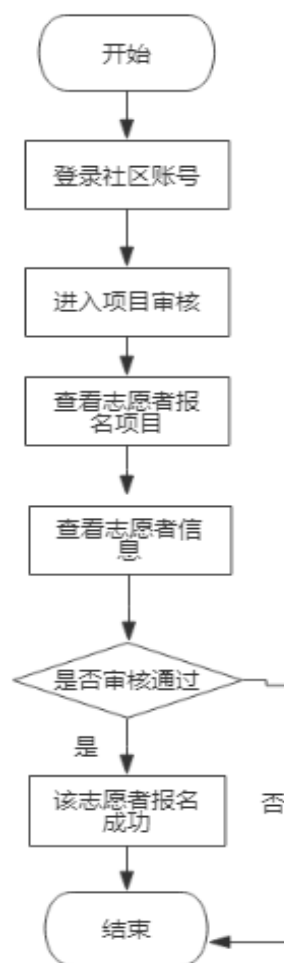 开始
登录社区账号
进入项目审核
查看志愿者报
名项目
查看志愿者信
息
是否审核通过
是
该志愿者报名
成功
否
结束